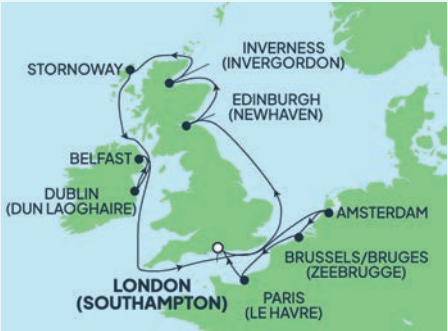 INVERNESS
(INVERGORDON)
STORNOWAY
EDINBURGH
(NEWHAVEN)
BELFAST
DUBLIN
(DUN LAOGHAIRE)
AMSTERDAM
BRUSSELS/BRUGES
(ZEEBRUGGE)
LONDON
(SOUTHAMPTON)
PARIS
(LE HAVRE)